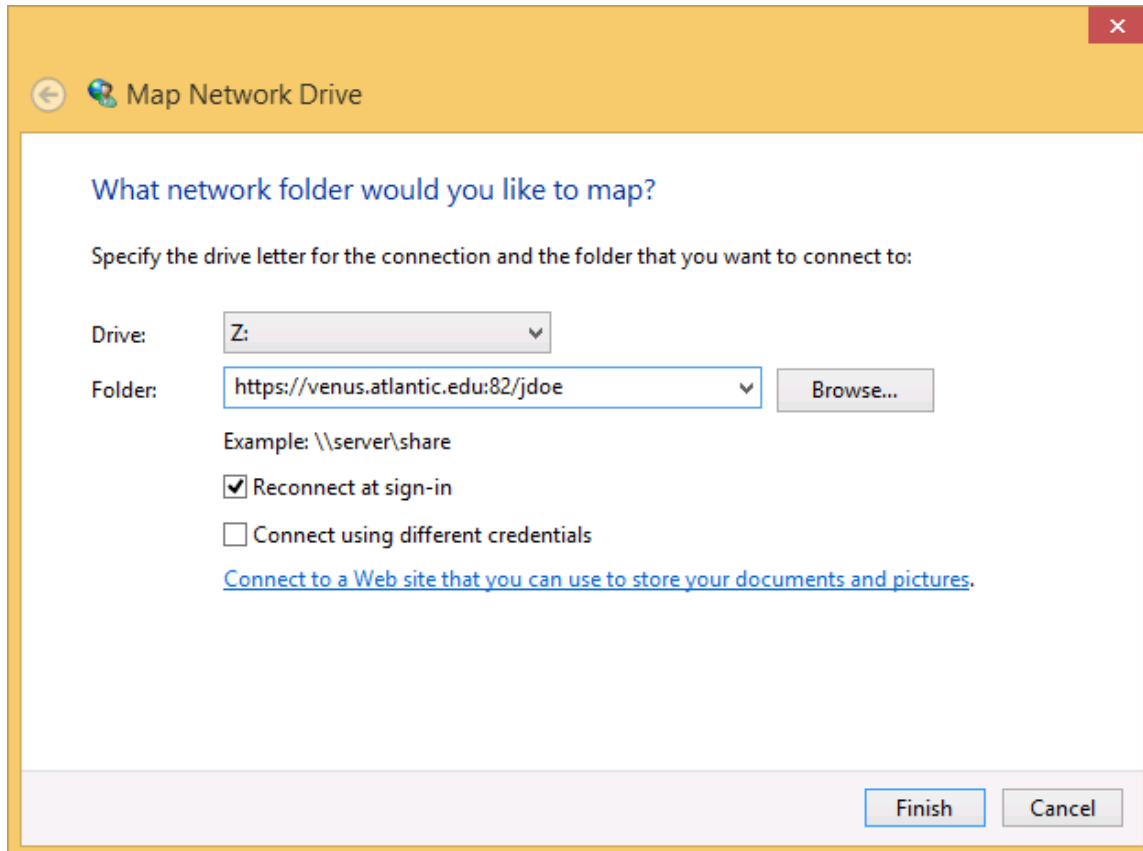 Map Network Drive
What network folder would you like to map?
Specify the drive letter for the connection and the folder that you want to connect to:
Drive: Z:
Folder: https://venus.atlantic.edu:82/jdoe Browse...
Example: \\server\share
Reconnect at sign-in
Connect using different credentials
Connect to a Web site that you can use to store your documents and pictures.
Finish Cancel